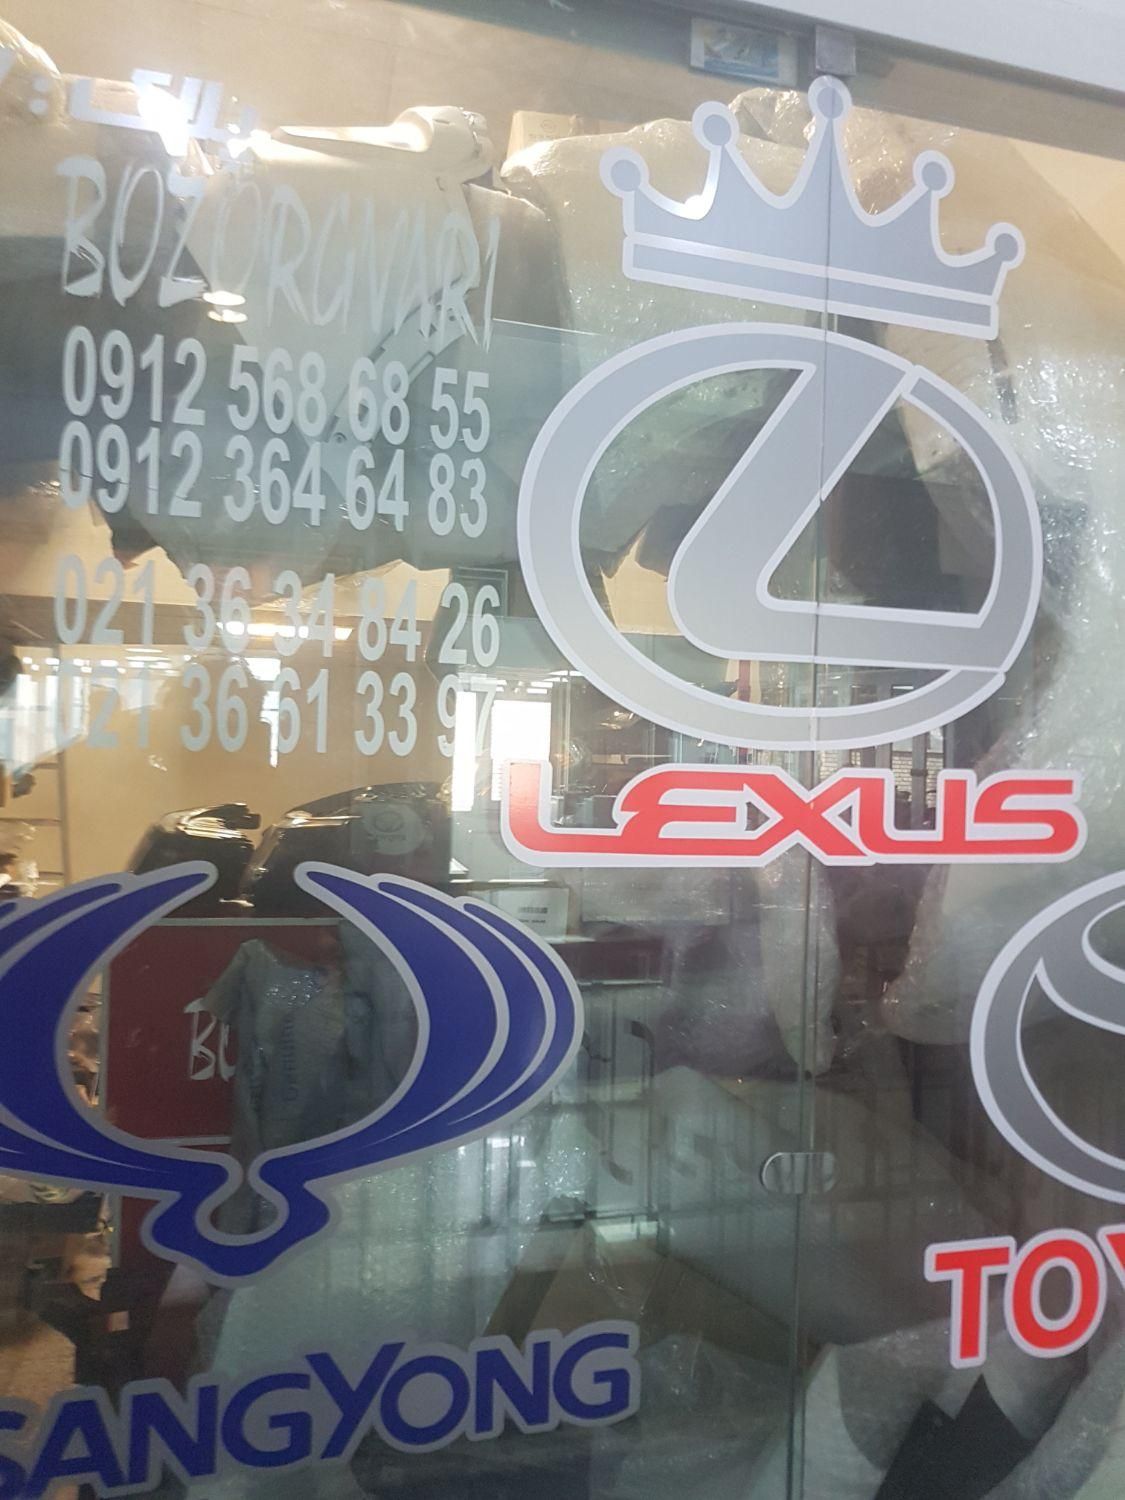 BOZORGVARI
0912 568 68 55
0912 364 64 83
021 36 34 84 26
021 36 61 33 97
LEXUS
BO
TOY
SANGYONG